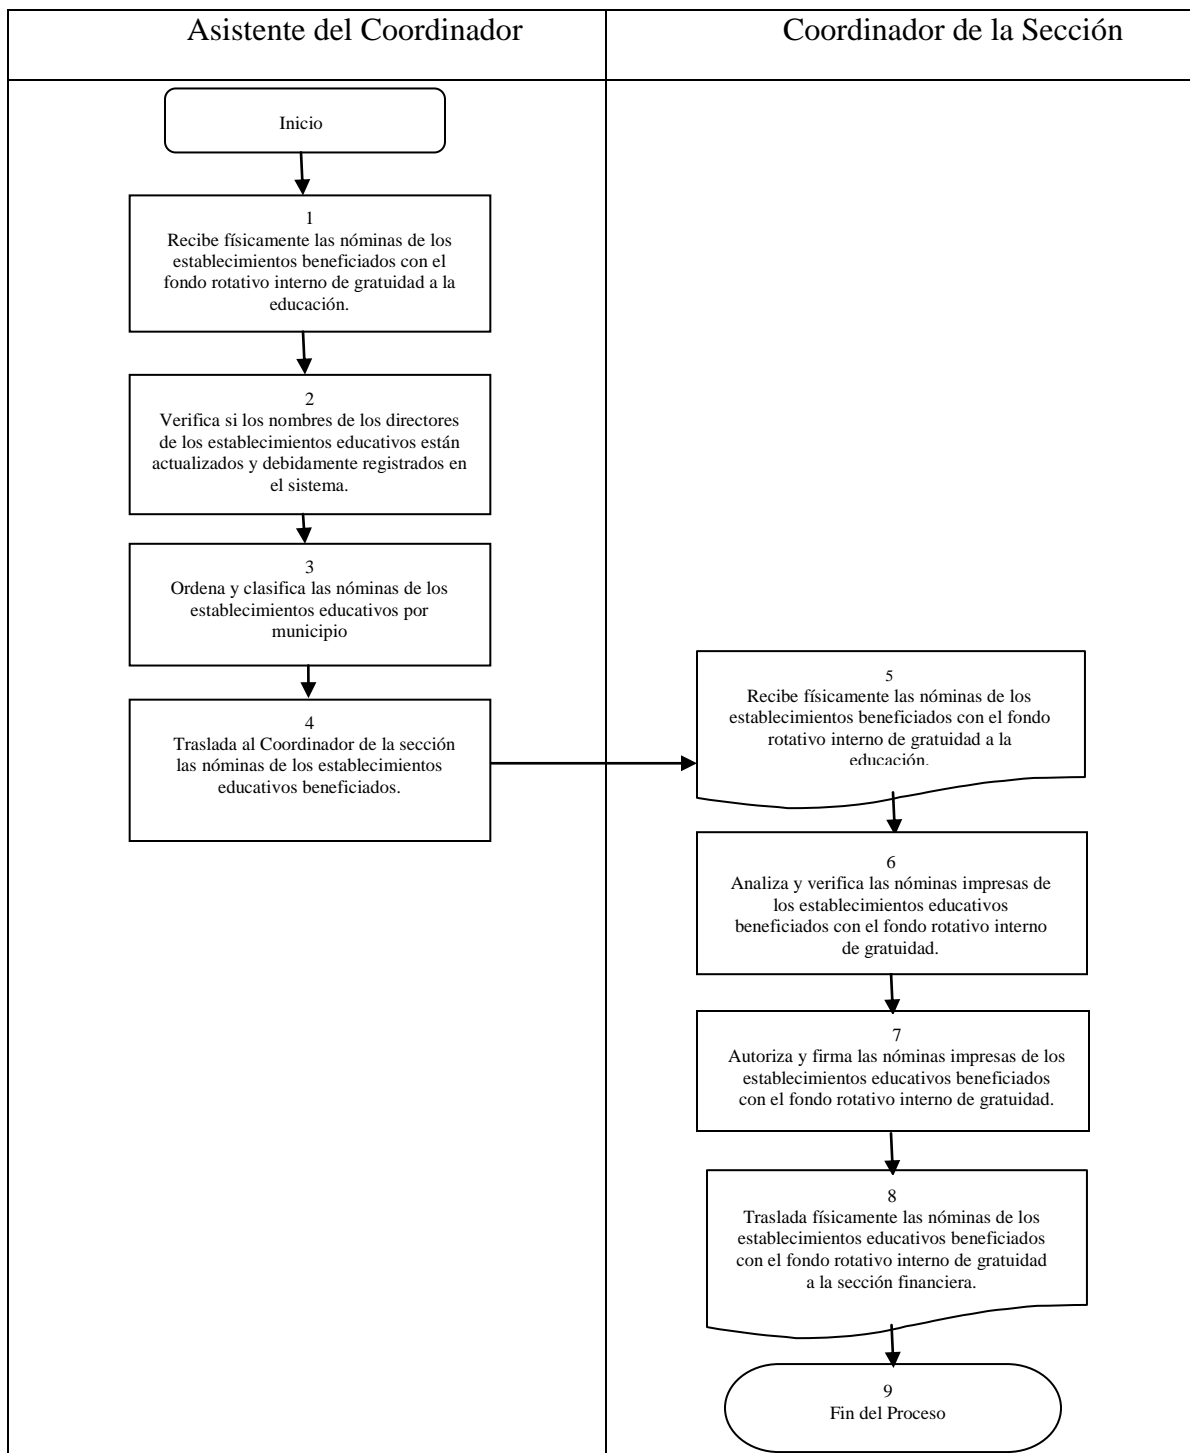 Asistente del Coordinador
Coordinador de la Sección
Inicio
1
Recibe físicamente las nóminas de los
establecimientos beneficiados con el
fondo rotativo interno de gratuidad a la
educación.
2
Verifica si los nombres de los directores
de los establecimientos educativos están
actualizados y debidamente registrados en
el sistema.
3
Ordena y clasifica las nóminas de los
establecimientos educativos por
municipio
4
Traslada al Coordinador de la sección
las nóminas de los establecimientos
educativos beneficiados.
5
Recibe físicamente las nóminas de los
establecimientos beneficiados con el fondo
rotativo interno de gratuidad a la
educación.
6
Analiza y verifica las nóminas impresas de
los establecimientos educativos
beneficiados con el fondo rotativo interno
de gratuidad.
7
Autoriza y firma las nóminas impresas de los
establecimientos educativos beneficiados
con el fondo rotativo interno de gratuidad.
8
Traslada físicamente las nóminas de los
establecimientos educativos beneficiados
con el fondo rotativo interno de gratuidad
a la sección financiera.
9
Fin del Proceso